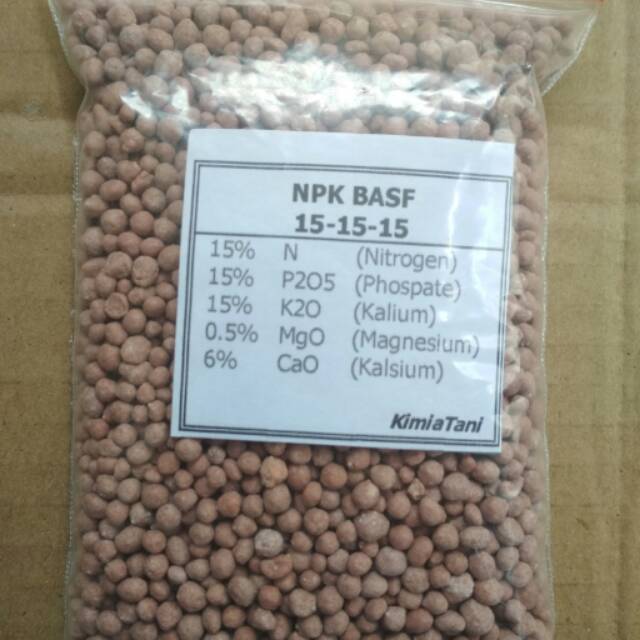 NPK BASF
15-15-15
15% N (Nitrogen)
15% P2O5 (Phospate)
15% K2O (Kalium)
0.5% MgO (Magnesium)
6% CaO (Kalsium)
KimiaTani